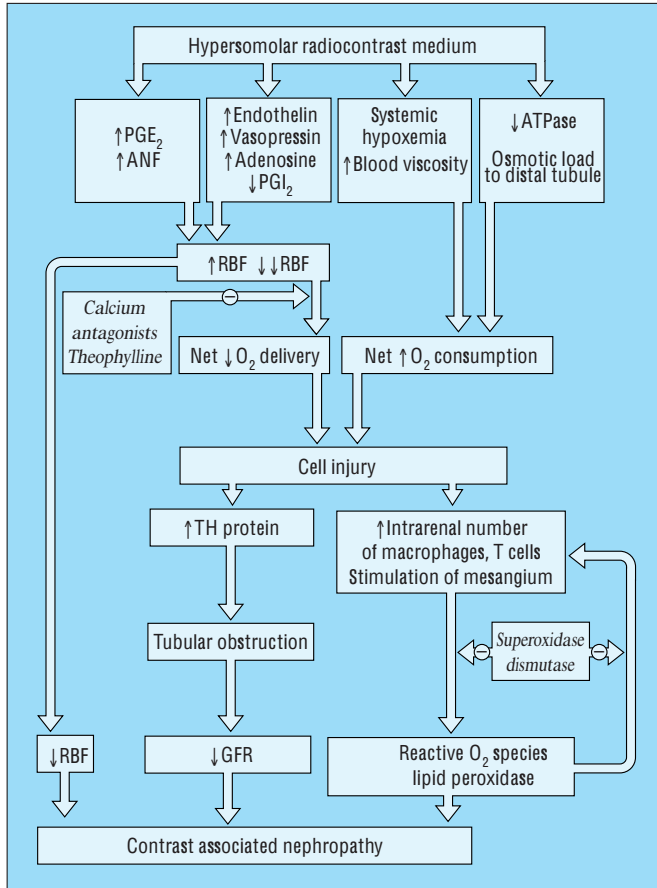 Hypersomolar radiocontrast medium
↑PGE₂
↑ANF
↑Endothelin
↑Vasopressin
↑Adenosine
↓PGI₂
Systemic
hypoxemia
↑Blood viscosity
↓ATPase
Osmotic load
to distal tubule
↑RBF ↓↓RBF
Calcium
antagonists
Theophylline
Net ↓O₂ delivery
Net ↑O₂ consumption
Cell injury
↑TH protein
↑Intrarenal number
of macrophages, T cells
Stimulation of mesangium
Tubular obstruction
Superoxidase
dismutase
↓RBF
↓GFR
Reactive O₂ species
lipid peroxidase
Contrast associated nephropathy